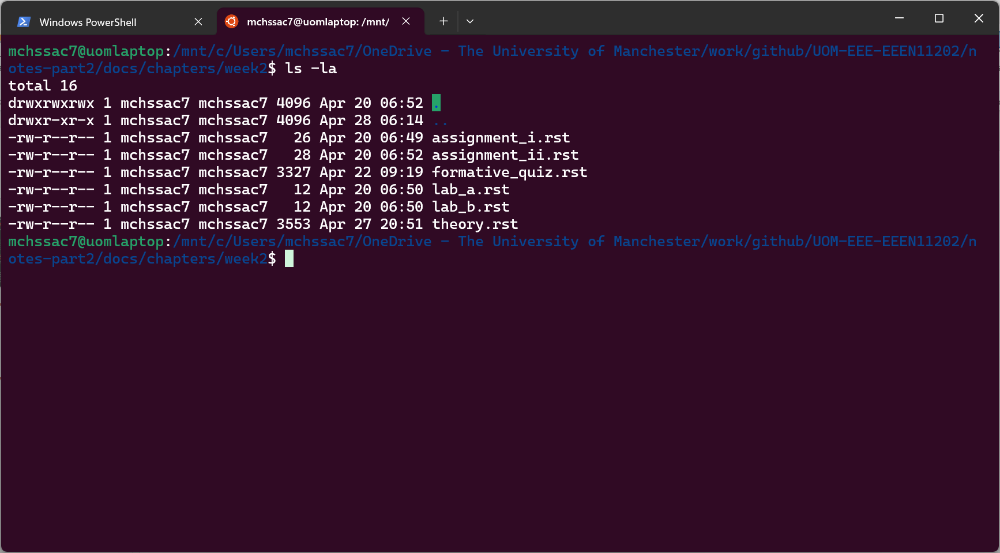 Windows PowerShell
mchssac7@uomlaptop: /mnt/
mchssac7@uomlaptop:/mnt/c/Users/mchssac7/OneDrive - The University of Manchester/work/github/UOM-EEE-EEEN11202/n
otes-part2/docs/chapters/week2$ ls -la
total 16
drwxrwxrwx 1 mchssac7 mchssac7 4096 Apr 20 06:52 .
drwxr-xr-x 1 mchssac7 mchssac7 4096 Apr 28 06:14 ..
-rw-r--r-- 1 mchssac7 mchssac7   26 Apr 20 06:49 assignment_i.rst
-rw-r--r-- 1 mchssac7 mchssac7   28 Apr 20 06:52 assignment_ii.rst
-rw-r--r-- 1 mchssac7 mchssac7 3327 Apr 22 09:19 formative_quiz.rst
-rw-r--r-- 1 mchssac7 mchssac7   12 Apr 20 06:50 lab_a.rst
-rw-r--r-- 1 mchssac7 mchssac7   12 Apr 20 06:50 lab_b.rst
-rw-r--r-- 1 mchssac7 mchssac7 3553 Apr 27 20:51 theory.rst
mchssac7@uomlaptop:/mnt/c/Users/mchssac7/OneDrive - The University of Manchester/work/github/UOM-EEE-EEEN11202/n
otes-part2/docs/chapters/week2$